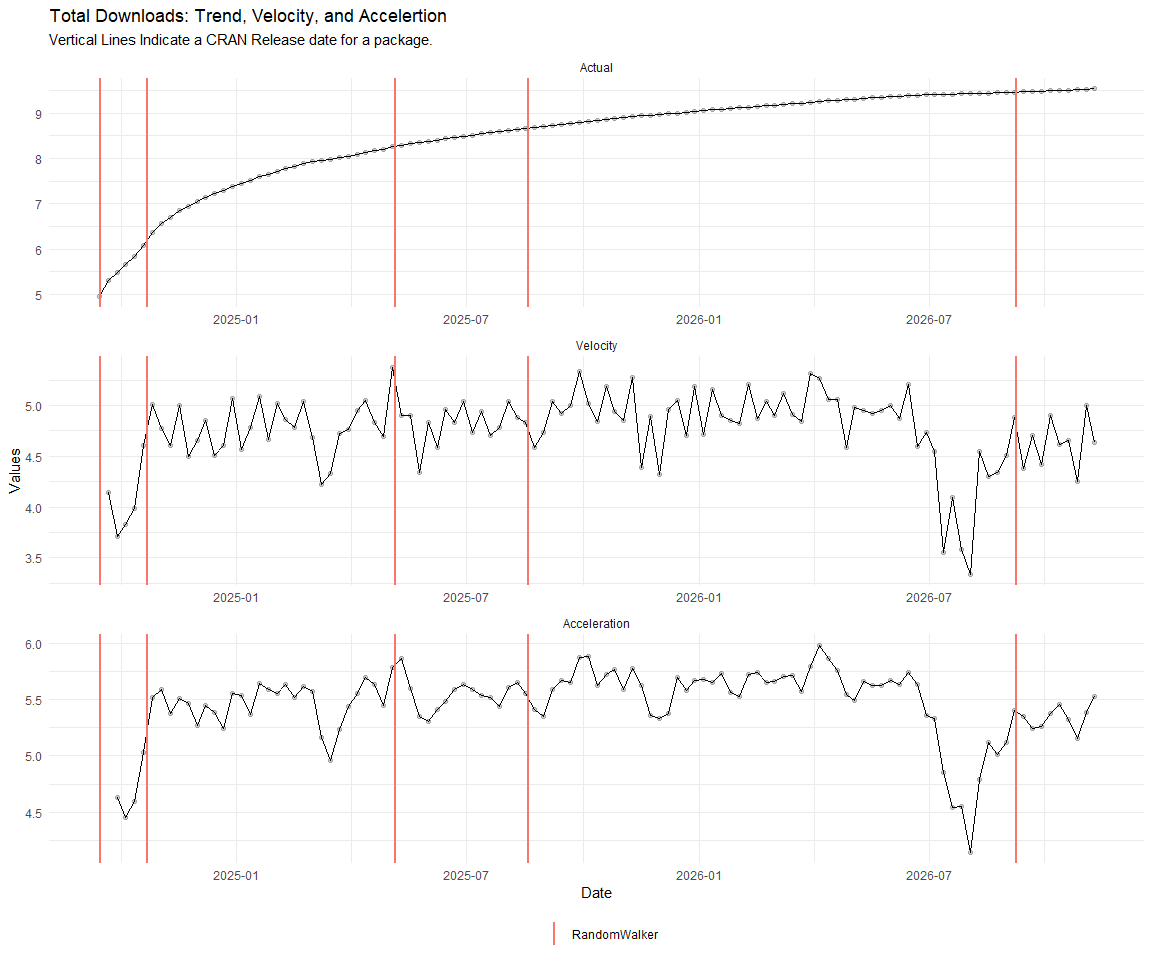 Total Downloads: Trend, Velocity, and Accelertion
Vertical Lines Indicate a CRAN Release date for a package.
Actual
9
8
7
6
5
2025-01 2025-07 2026-01 2026-07
Velocity
5.0
4.5
4.0
3.5
2025-01 2025-07 2026-01 2026-07
Values
Acceleration
6.0
5.5
5.0
4.5
2025-01 2025-07 2026-01 2026-07
Date
RandomWalker